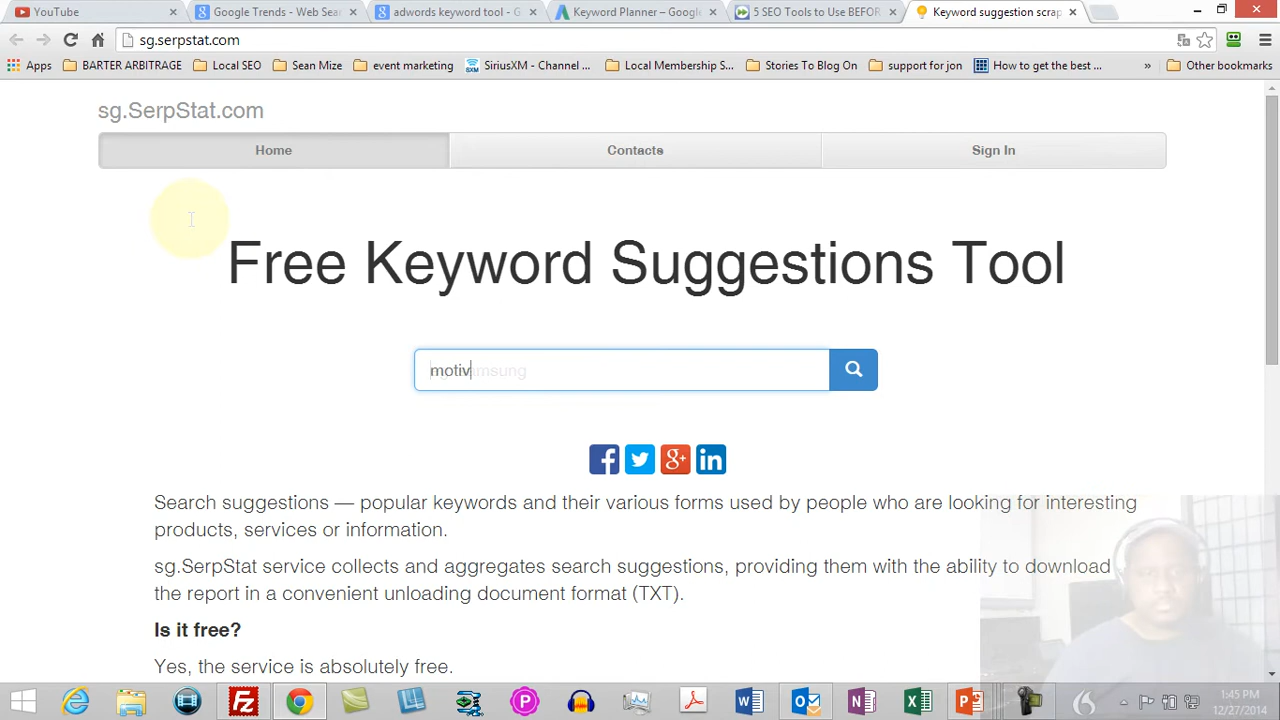 YouTube
Google Trends - Web Sear
adwords keyword tool - G
Keyword Planner – Google
5 SEO Tools to Use BEFOR
Keyword suggestion scrap
sg.serpstat.com
Apps
BARTER ARBITRAGE
Local SEO
Sean Mize
event marketing
SiriusXM - Channel ...
Local Membership S...
Stories To Blog On
support for jon
How to get the best ...
»
Other bookmarks
sg.SerpStat.com
Home
Contacts
Sign In
Free Keyword Suggestions Tool
motivmsung
Search suggestions — popular keywords and their various forms used by people who are looking for interesting
products, services or information.
sg.SerpStat service collects and aggregates search suggestions, providing them with the ability to download
the report in a convenient unloading document format (TXT).
Is it free?
Yes, the service is absolutely free.
1:45 PM
12/27/2014